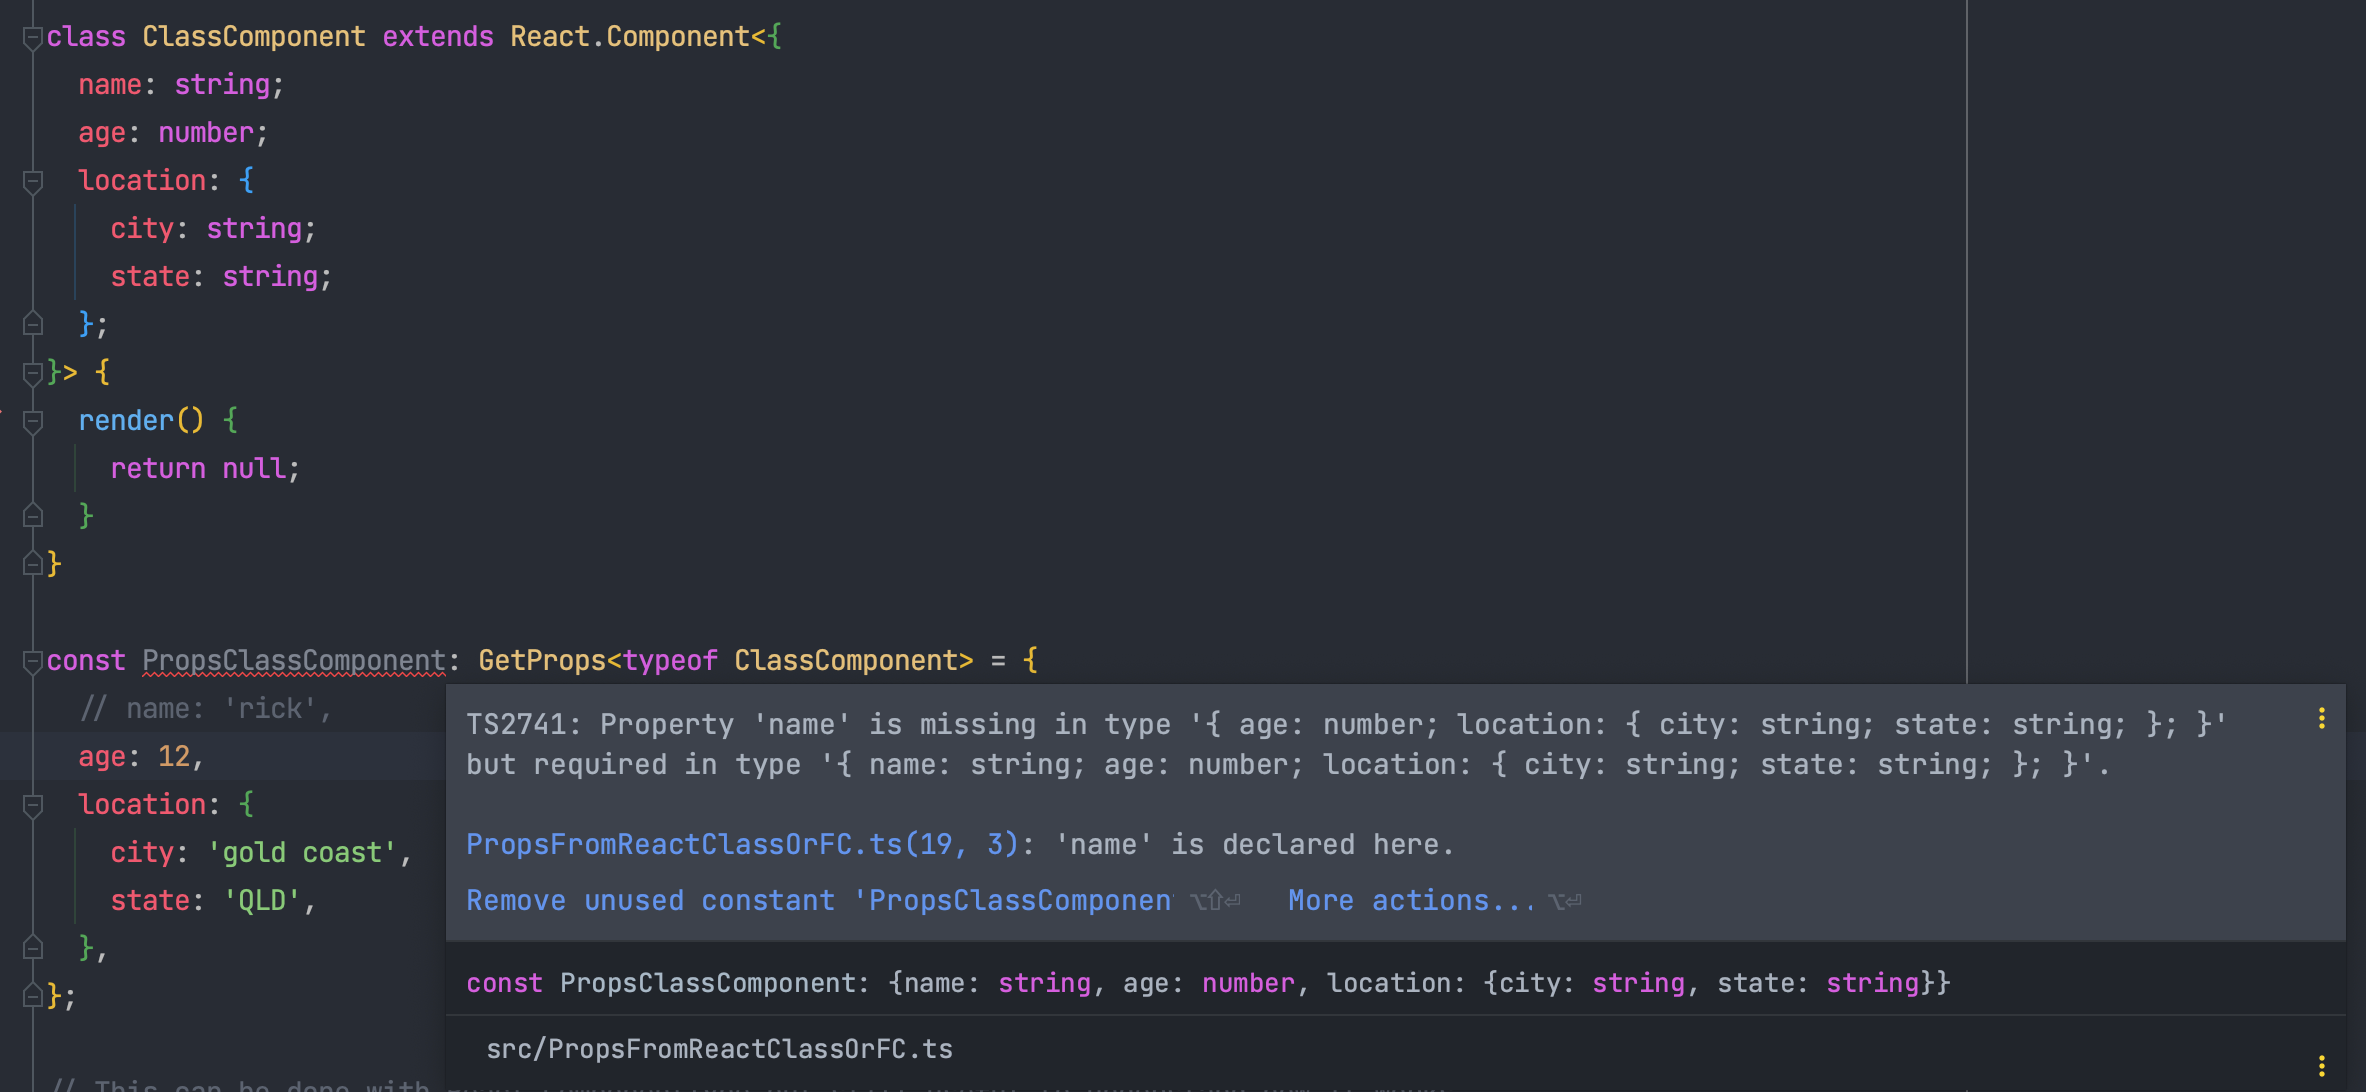 class ClassComponent extends React.Component<{
name: string;
age: number;
location: {
city: string;
state: string;
};
}> {
render() {
return null;
}
}
const PropsClassComponent: GetProps<typeof ClassComponent> = {
// name: 'rick',
age: 12,
location: {
city: 'gold coast',
state: 'QLD',
},
};
TS2741: Property 'name' is missing in type '{ age: number; location: { city: string; state: string; }; }'
but required in type '{ name: string; age: number; location: { city: string; state: string; }; }'.
PropsFromReactClassOrFC.ts(19, 3): 'name' is declared here.
Remove unused constant 'PropsClassComponen ⌥⇧⏎ More actions... ⌥⏎
const PropsClassComponent: {name: string, age: number, location: {city: string, state: string}}
src/PropsFromReactClassOrFC.ts
// This can be done with